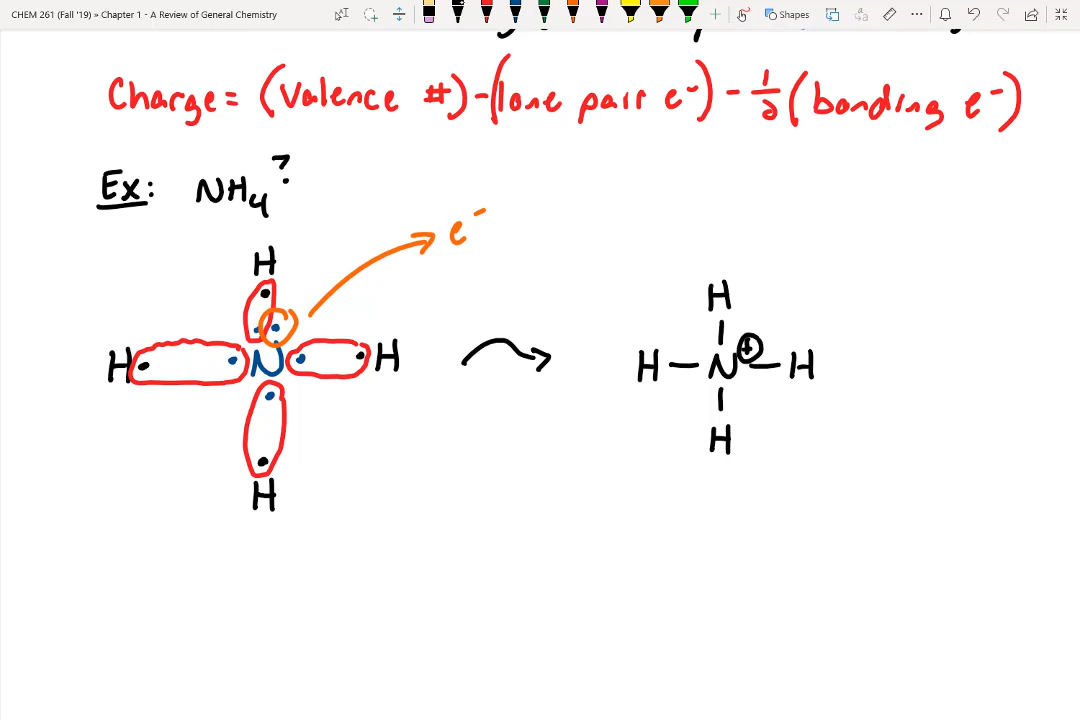 CHEM 261 (Fall '19) » Chapter 1 - A Review of General Chemistry
Shapes
Charge = (Valence #) - (lone pair e-) - 1/2 (bonding e-)
Ex: NH4?
e-
H
H N H
H
H
H - N ⊕ - H
H